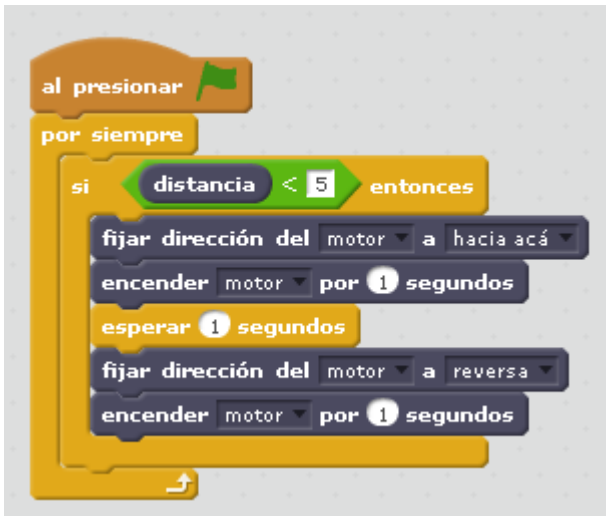 al presionar
por siempre
si distancia < 5 entonces
fijar dirección del motor a hacia acá
encender motor por 1 segundos
esperar 1 segundos
fijar dirección del motor a reversa
encender motor por 1 segundos